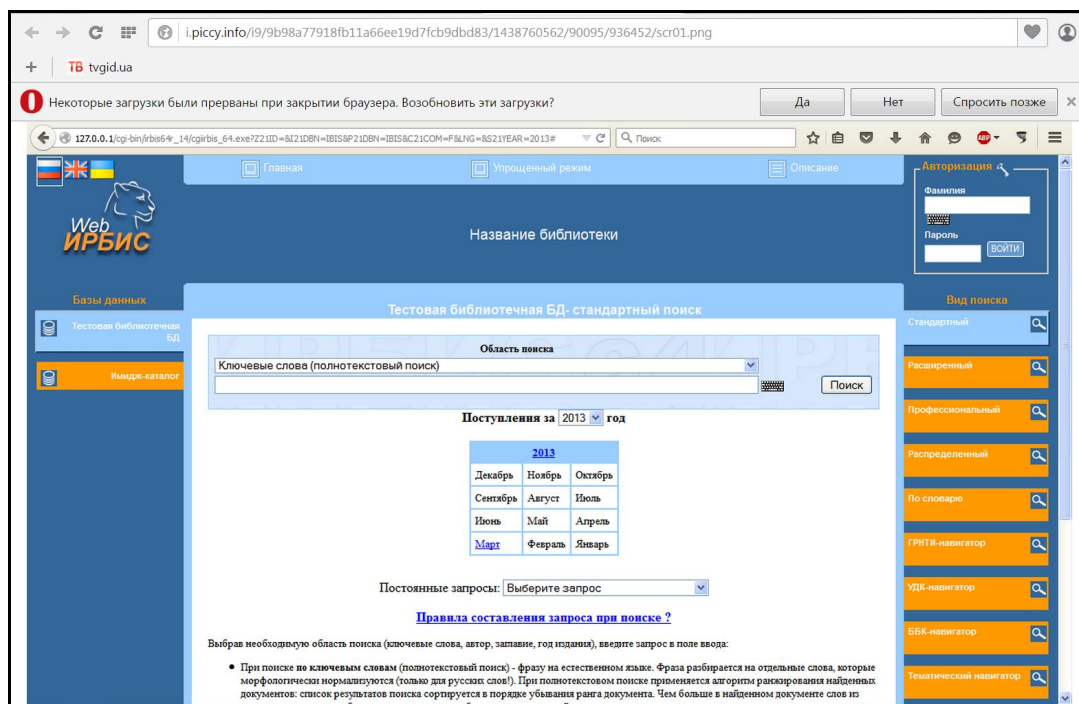 i.piccy.info/i9/9b98a77918fb11a66ee19d7fcb9dbd83/1438760562/90095/936452/scr01.png
ТВ tvgid.ua
Некоторые загрузки были прерваны при закрытии браузера. Возобновить эти загрузки?
Да
Нет
Спросить позже
127.0.0.1/cgi-bin/irbis64r_14/cgiirbis_64.exe?Z21ID=&I21DBN=IBIS&P21DBN=IBIS&C21COM=F&LNG=&S21YEAR=2013#
Поиск
ABP
Главная
Упрощенный режим
Описание
Авторизация
Фамилия
Пароль
ВОЙТИ
Web
ИРБИС
Название библиотеки
Базы данных
Тестовая библиотечная
БД
Имидж-каталог
Тестовая библиотечная БД- стандартный поиск
Область поиска
Ключевые слова (полнотекстовый поиск)
Поиск
Поступления за 2013 год
2013
Декабрь Ноябрь Октябрь
Сентябрь Август Июль
Июнь Май Апрель
Март Февраль Январь
Постоянные запросы: Выберите запрос
Правила составления запроса при поиске ?
Выбрав необходимую область поиска (ключевые слова, автор, заглавие, год издания), введите запрос в поле ввода:
При поиске по ключевым словам (полнотекстовый поиск) - фразу на естественном языке. Фраза разбирается на отдельные слова, которые
морфологически нормализуются (только для русских слов!). При полнотекстовом поиске применяется алгоритм ранжирования найденных
документов: список результатов поиска сортируется в порядке убывания ранга документа. Чем больше в найденном документе слов из
Вид поиска
Стандартный
Расширенный
Профессиональный
Распределенный
По словарю
ГРНТИ-навигатор
УДК-навигатор
ББК-навигатор
Тематический навигатор